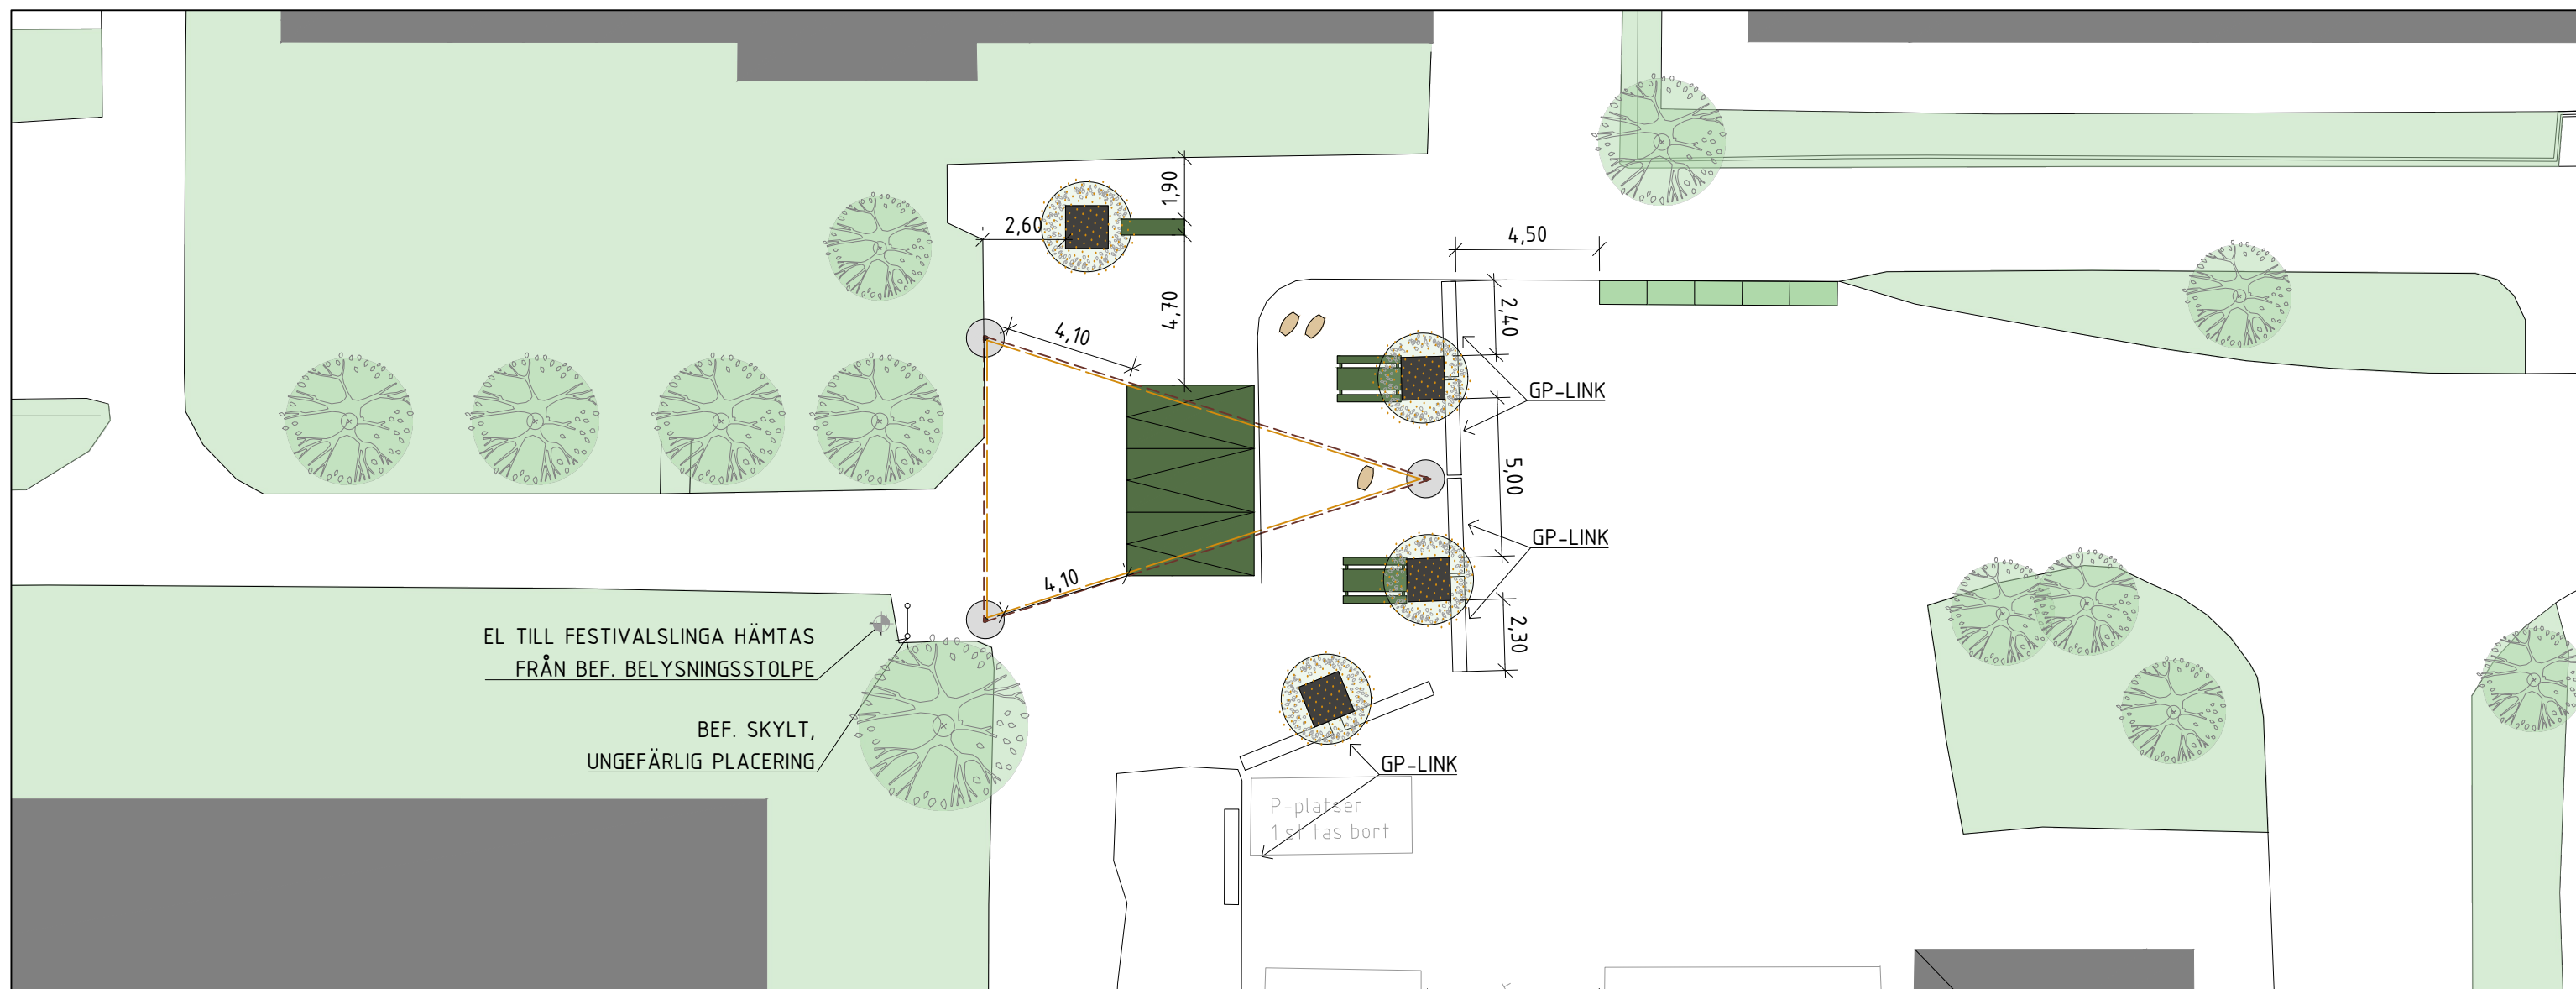 1,90
2,60
4,50
4,70
2,40
4,10
GP-LINK
5,00
GP-LINK
4,10
2,30
EL TILL FESTIVALSLINGA HÄMTAS
FRÅN BEF. BELYSNINGSSTOLPE
BEF. SKYLT,
UNGEFÄRLIG PLACERING
GP-LINK
P-platser
1 st tas bort